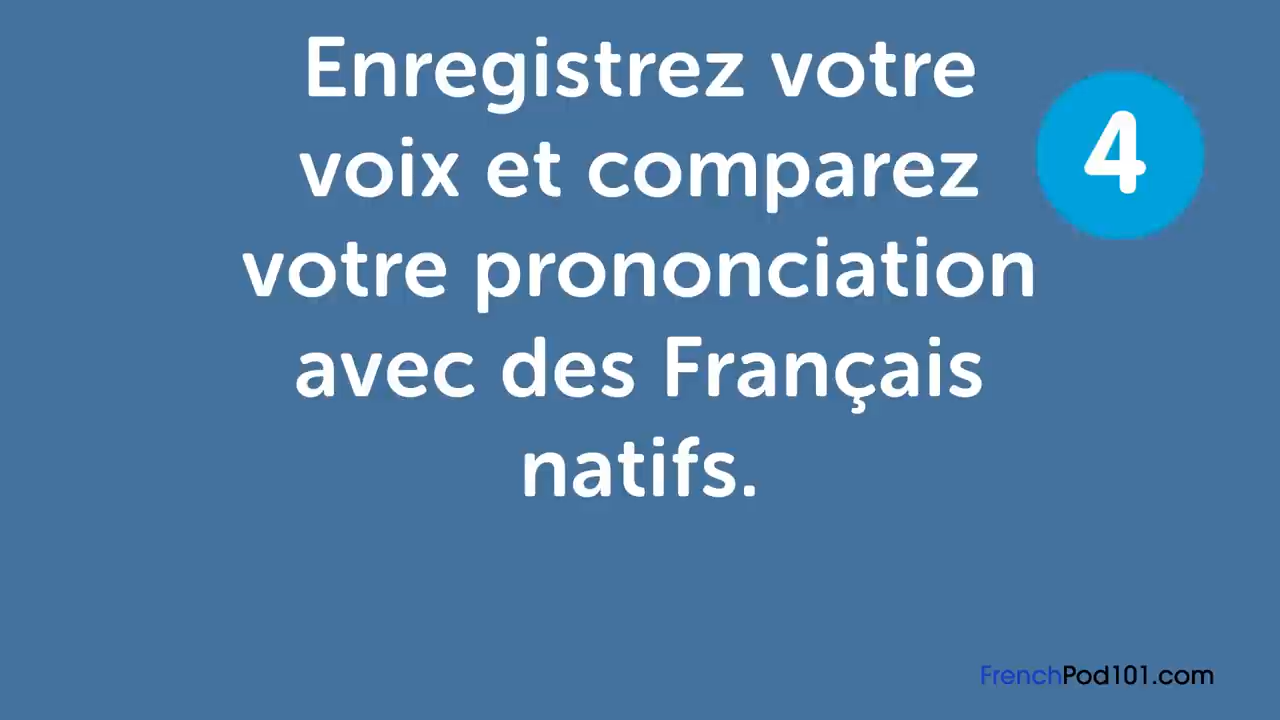 Enregistrez votre
voix et comparez
votre prononciation
avec des Français
natifs.
4
FrenchPod101.com